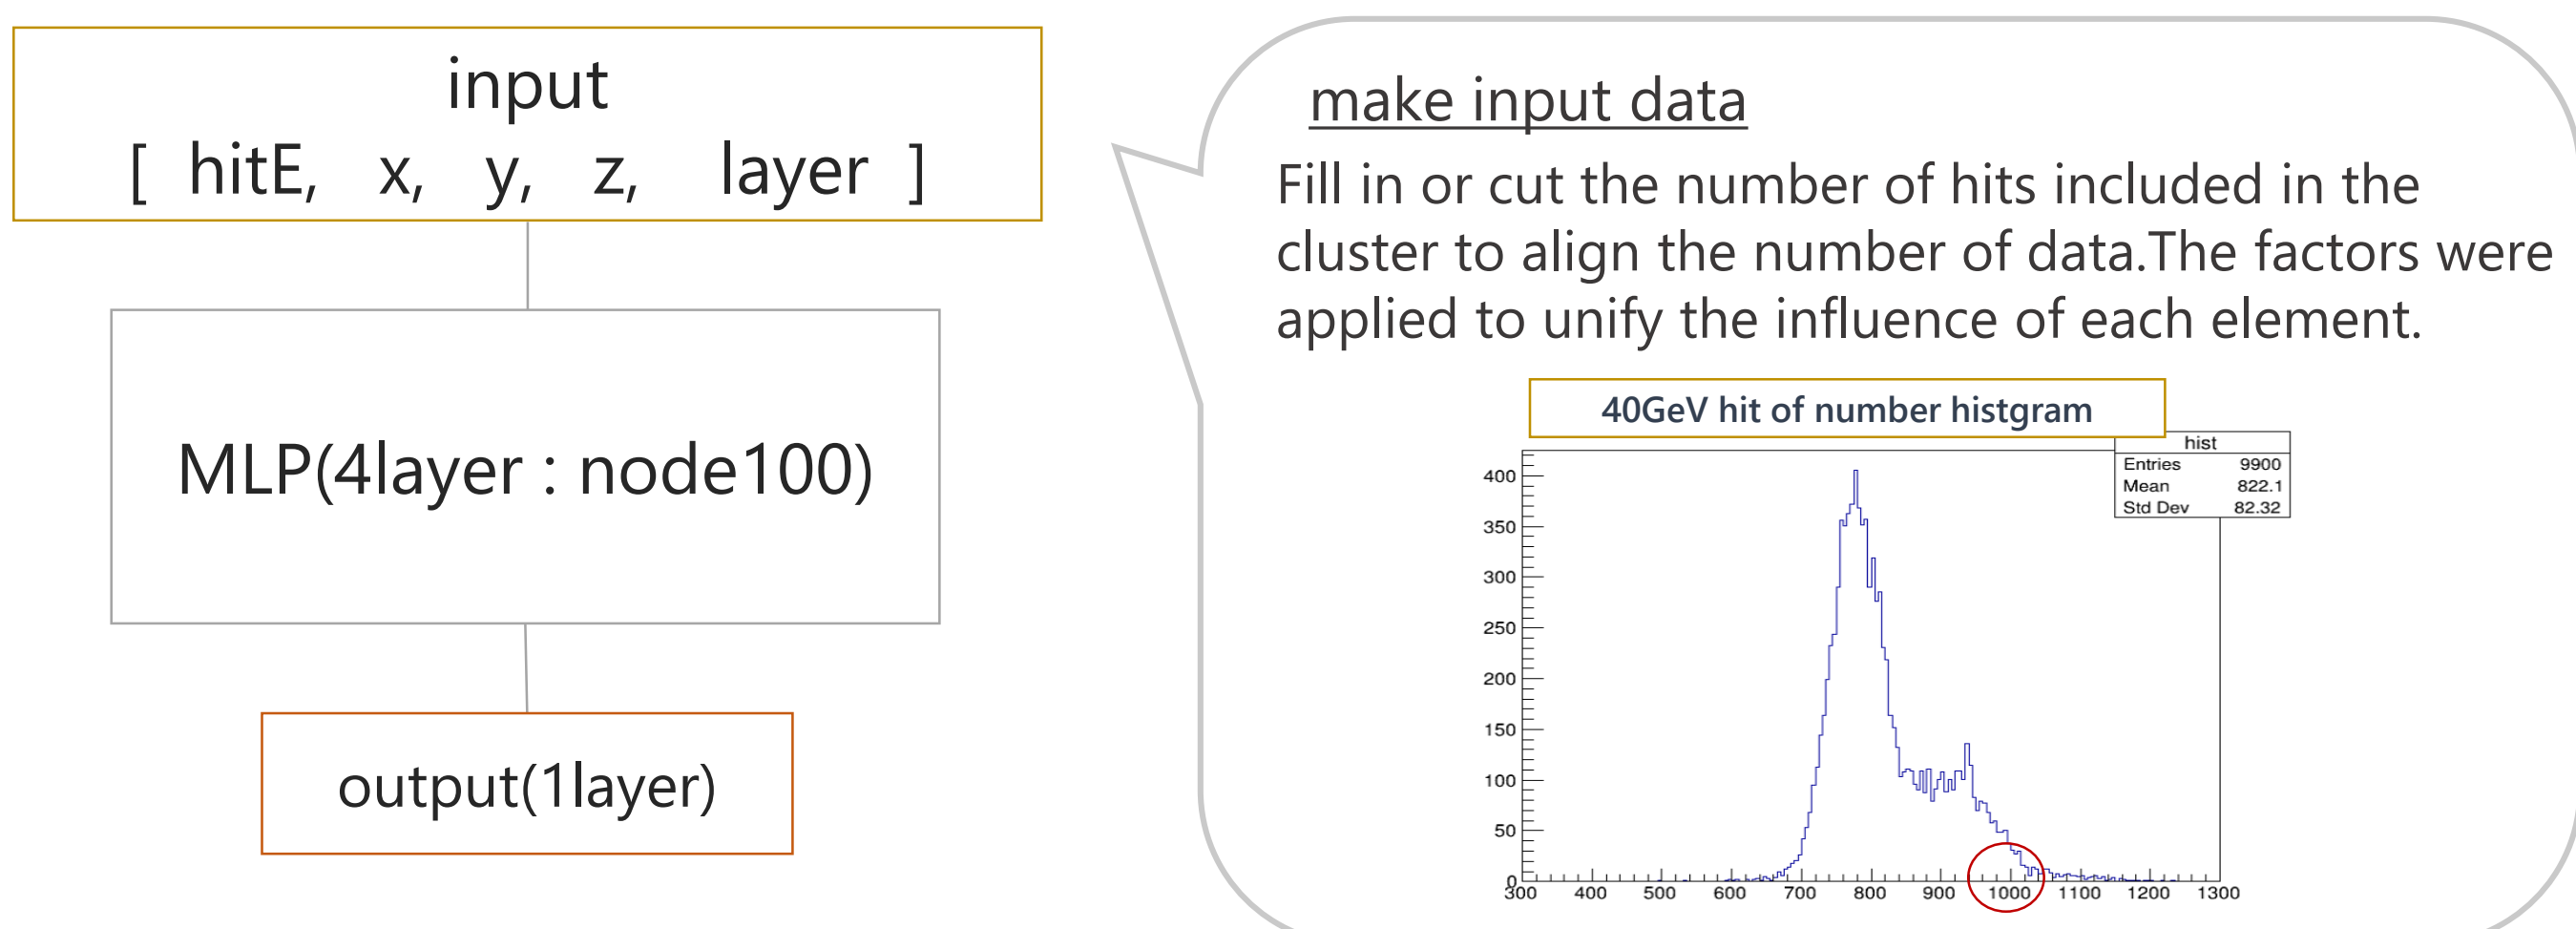 input
[ hitE, x, y, z, layer ]
MLP(4layer : node100)
output(1layer)
make input data
Fill in or cut the number of hits included in the
cluster to align the number of data.The factors were
applied to unify the influence of each element.
40GeV hit of number histgram
hist
Entries 9900
Mean 822.1
Std Dev 82.32
400
350
300
250
200
150
100
50
0
300 400 500 600 700 800 900 1000 1100 1200 1300